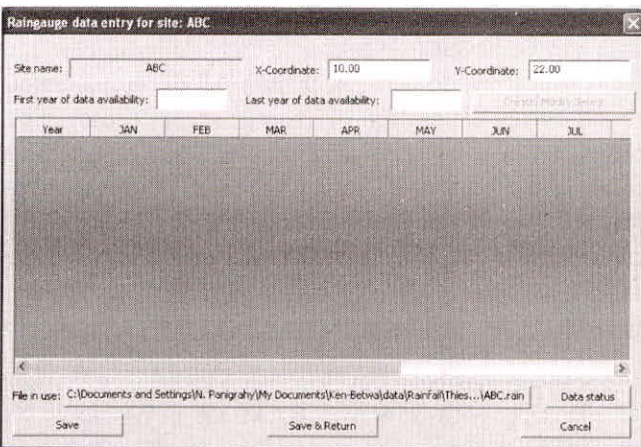 Raingauge data entry for site: ABC
Site name: ABC X-Coordinate: 10.00 Y-Coordinate: 22.00
First year of data availability: Last year of data availability: Create/Modify
Year JAN FEB MAR APR MAY JUN JUL
File in use: C:\Documents and Settings\N. Panigrahy\My Documents\Ken-Betwa\data\Rainfall\Thies...\ABC.rain Data status
Save Save & Return Cancel